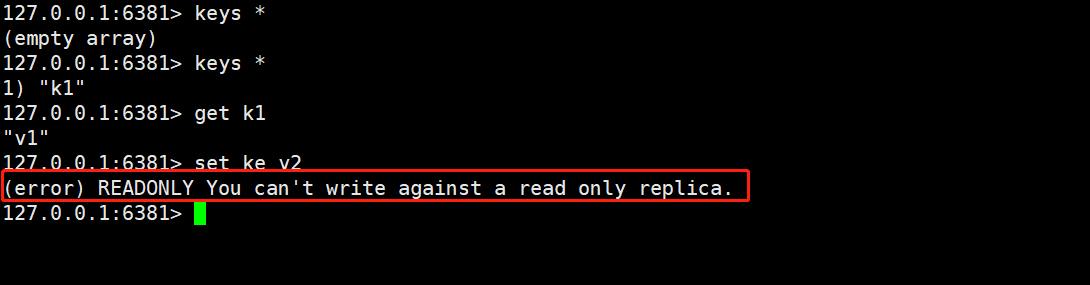 127.0.0.1:6381> keys *
(empty array)
127.0.0.1:6381> keys *
1) "k1"
127.0.0.1:6381> get k1
"v1"
127.0.0.1:6381> set ke v2
(error) READONLY You can't write against a read only replica.
127.0.0.1:6381>